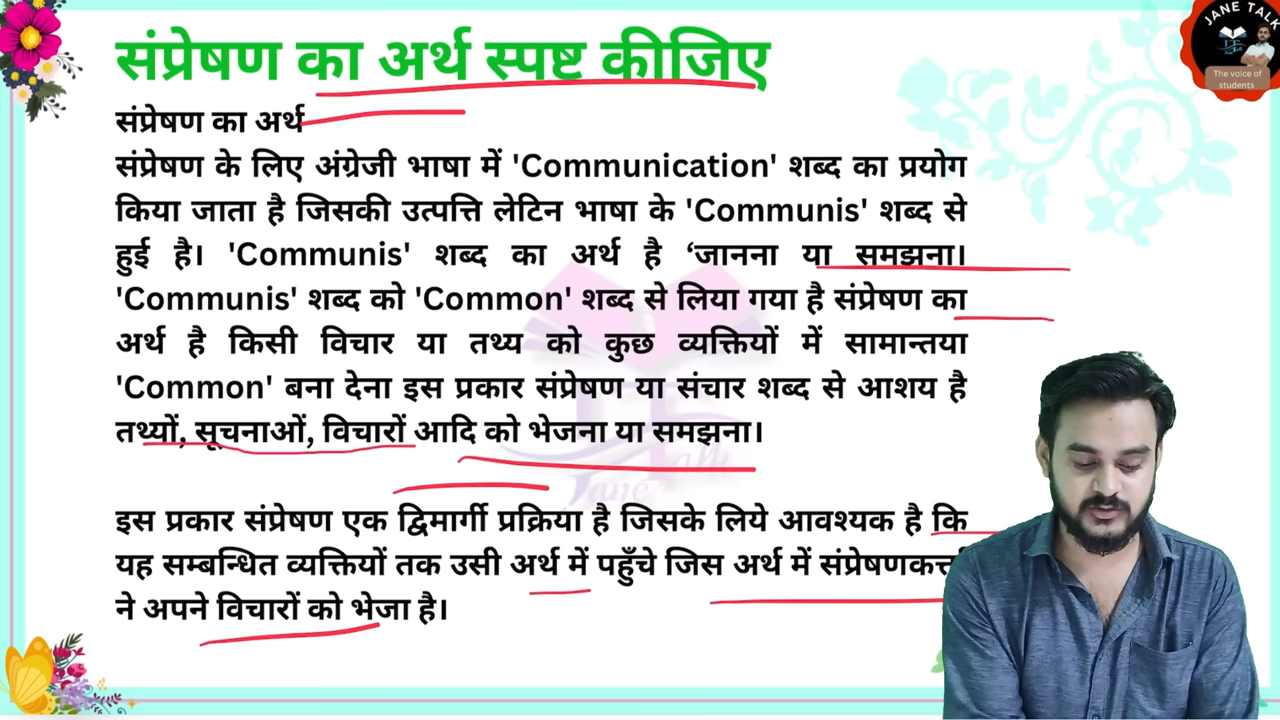 संप्रेषण का अर्थ स्पष्ट कीजिए
JANE TALK
The voice of
students
संप्रेषण का अर्थ
संप्रेषण के लिए अंग्रेजी भाषा में 'Communication' शब्द का प्रयोग
किया जाता है जिसकी उत्पत्ति लेटिन भाषा के 'Communis' शब्द से
हुई है। 'Communis' शब्द का अर्थ है ‘जानना या समझना।
'Communis' शब्द को 'Common' शब्द से लिया गया है संप्रेषण का
अर्थ है किसी विचार या तथ्य को कुछ व्यक्तियों में सामान्तया
'Common' बना देना इस प्रकार संप्रेषण या संचार शब्द से आशय है
तथ्यों, सूचनाओं, विचारों आदि को भेजना या समझना।
इस प्रकार संप्रेषण एक द्विमार्गी प्रक्रिया है जिसके लिये आवश्यक है कि
यह सम्बन्धित व्यक्तियों तक उसी अर्थ में पहुँचे जिस अर्थ में
ने अपने विचारों को भेजा है।